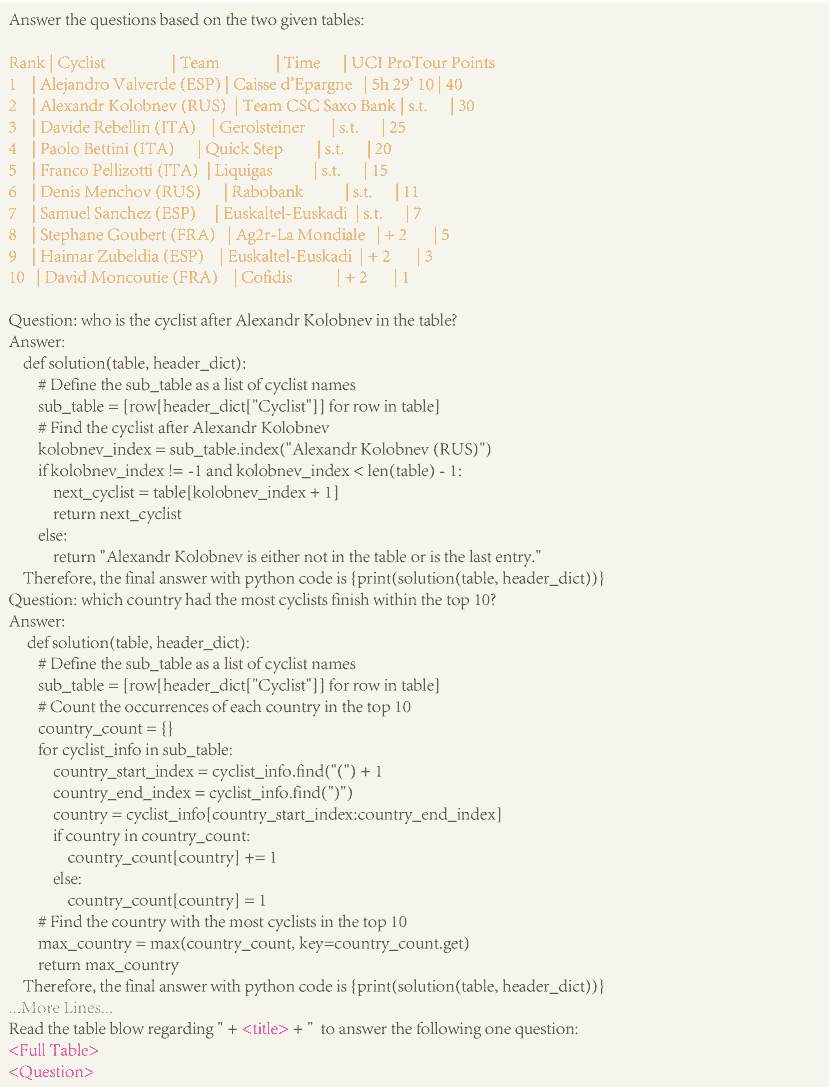 Answer the questions based on the two given tables:
Rank | Cyclist | Team | Time | UCI ProTour Points
1 | Alejandro Valverde (ESP) | Caisse d’Epargne | 5h 29’ 10 | 40
2 | Alexandr Kolobnev (RUS) | Team CSC Saxo Bank | s.t. | 30
3 | Davide Rebellin (ITA) | Gerolsteiner | s.t. | 25
4 | Paolo Bettini (ITA) | Quick Step | s.t. | 20
5 | Franco Pellizotti (ITA) | Liquigas | s.t. | 15
6 | Denis Menchov (RUS) | Rabobank | s.t. | 11
7 | Samuel Sanchez (ESP) | Euskaltel-Euskadi | s.t. | 7
8 | Stephane Goubert (FRA) | Ag2r-La Mondiale | + 2 | 5
9 | Haimar Zubeldia (ESP) | Euskaltel-Euskadi | + 2 | 3
10 | David Moncoutie (FRA) | Cofidis | + 2 | 1
Question: who is the cyclist after Alexandr Kolobnev in the table?
Answer:
def solution(table, header_dict):
# Define the sub_table as a list of cyclist names
sub_table = [row[header_dict["Cyclist"]] for row in table]
# Find the cyclist after Alexandr Kolobnev
kolobnev_index = sub_table.index("Alexandr Kolobnev (RUS)")
if kolobnev_index != -1 and kolobnev_index < len(table) - 1:
next_cyclist = table[kolobnev_index + 1]
return next_cyclist
else:
return "Alexandr Kolobnev is either not in the table or is the last entry."
Therefore, the final answer with python code is {print(solution(table, header_dict))}
Question: which country had the most cyclists finish within the top 10?
Answer:
def solution(table, header_dict):
# Define the sub_table as a list of cyclist names
sub_table = [row[header_dict["Cyclist"]] for row in table]
# Count the occurrences of each country in the top 10
country_count = {}
for cyclist_info in sub_table:
country_start_index = cyclist_info.find("(") + 1
country_end_index = cyclist_info.find(")")
country = cyclist_info[country_start_index:country_end_index]
if country in country_count:
country_count[country] += 1
else:
country_count[country] = 1
# Find the country with the most cyclists in the top 10
max_country = max(country_count, key=country_count.get)
return max_country
Therefore, the final answer with python code is {print(solution(table, header_dict))}
...More Lines...
Read the table blow regarding " + <title> + " to answer the following one question:
<Full Table>
<Question>